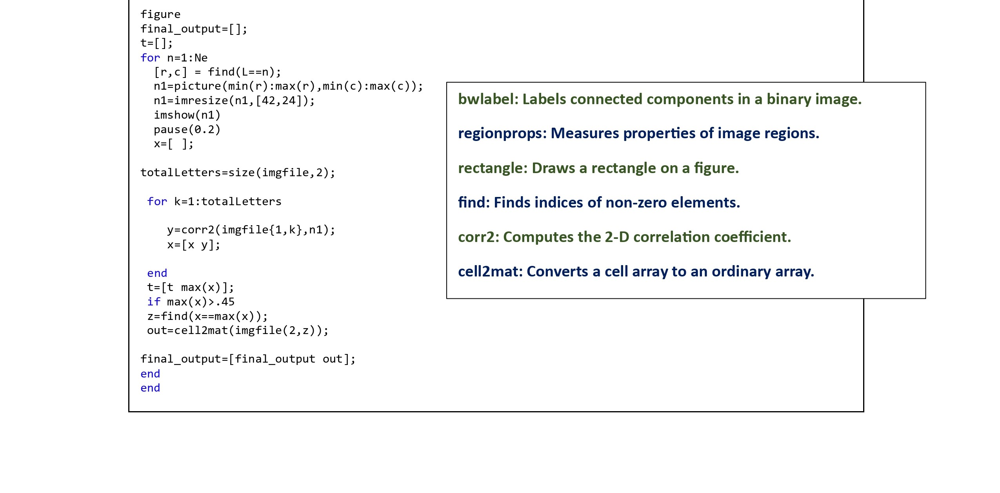 figure
final_output=[];
t=[];
for n=1:Ne
[r,c] = find(L==n);
n1=picture(min(r):max(r),min(c):max(c));
n1=imresize(n1,[42,24]);
imshow(n1)
pause(0.2)
x=[ ];
totalLetters=size(imgfile,2);
for k=1:totalLetters
y=corr2(imgfile{1,k},n1);
x=[x y];
end
t=[t max(x)];
if max(x)>.45
z=find(x==max(x));
out=cell2mat(imgfile(2,z));
final_output=[final_output out];
end
end
bwlabel: Labels connected components in a binary image.
regionprops: Measures properties of image regions.
rectangle: Draws a rectangle on a figure.
find: Finds indices of non-zero elements.
corr2: Computes the 2-D correlation coefficient.
cell2mat: Converts a cell array to an ordinary array.